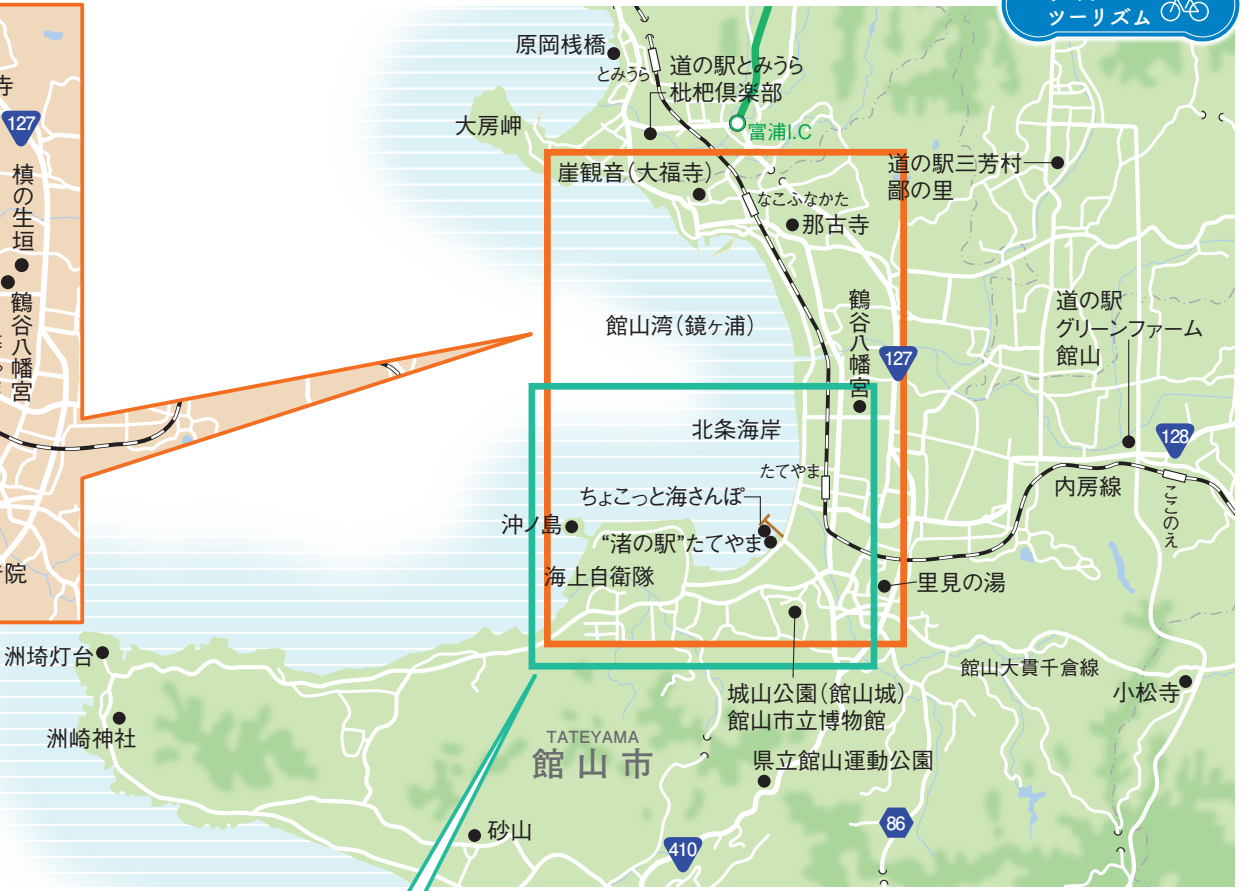 ツーリズム
寺
127
槙の生垣
鶴谷八幡宮
院
原岡桟橋
とみうら
道の駅とみうら
枇杷倶楽部
大房岬
富浦I.C
崖観音(大福寺)
なこふなかた
那古寺
道の駅三芳村
鄙の里
館山湾(鏡ヶ浦)
鶴谷八幡宮
127
道の駅
グリーンファーム
館山
北条海岸
128
たてやま
内房線
ここのえ
ちょこっと海さんぽ
沖ノ島
“渚の駅”たてやま
海上自衛隊
里見の湯
洲埼灯台
館山大貫千倉線
小松寺
城山公園(館山城)
館山市立博物館
洲崎神社
TATEYAMA
館山市
県立館山運動公園
砂山
86
410